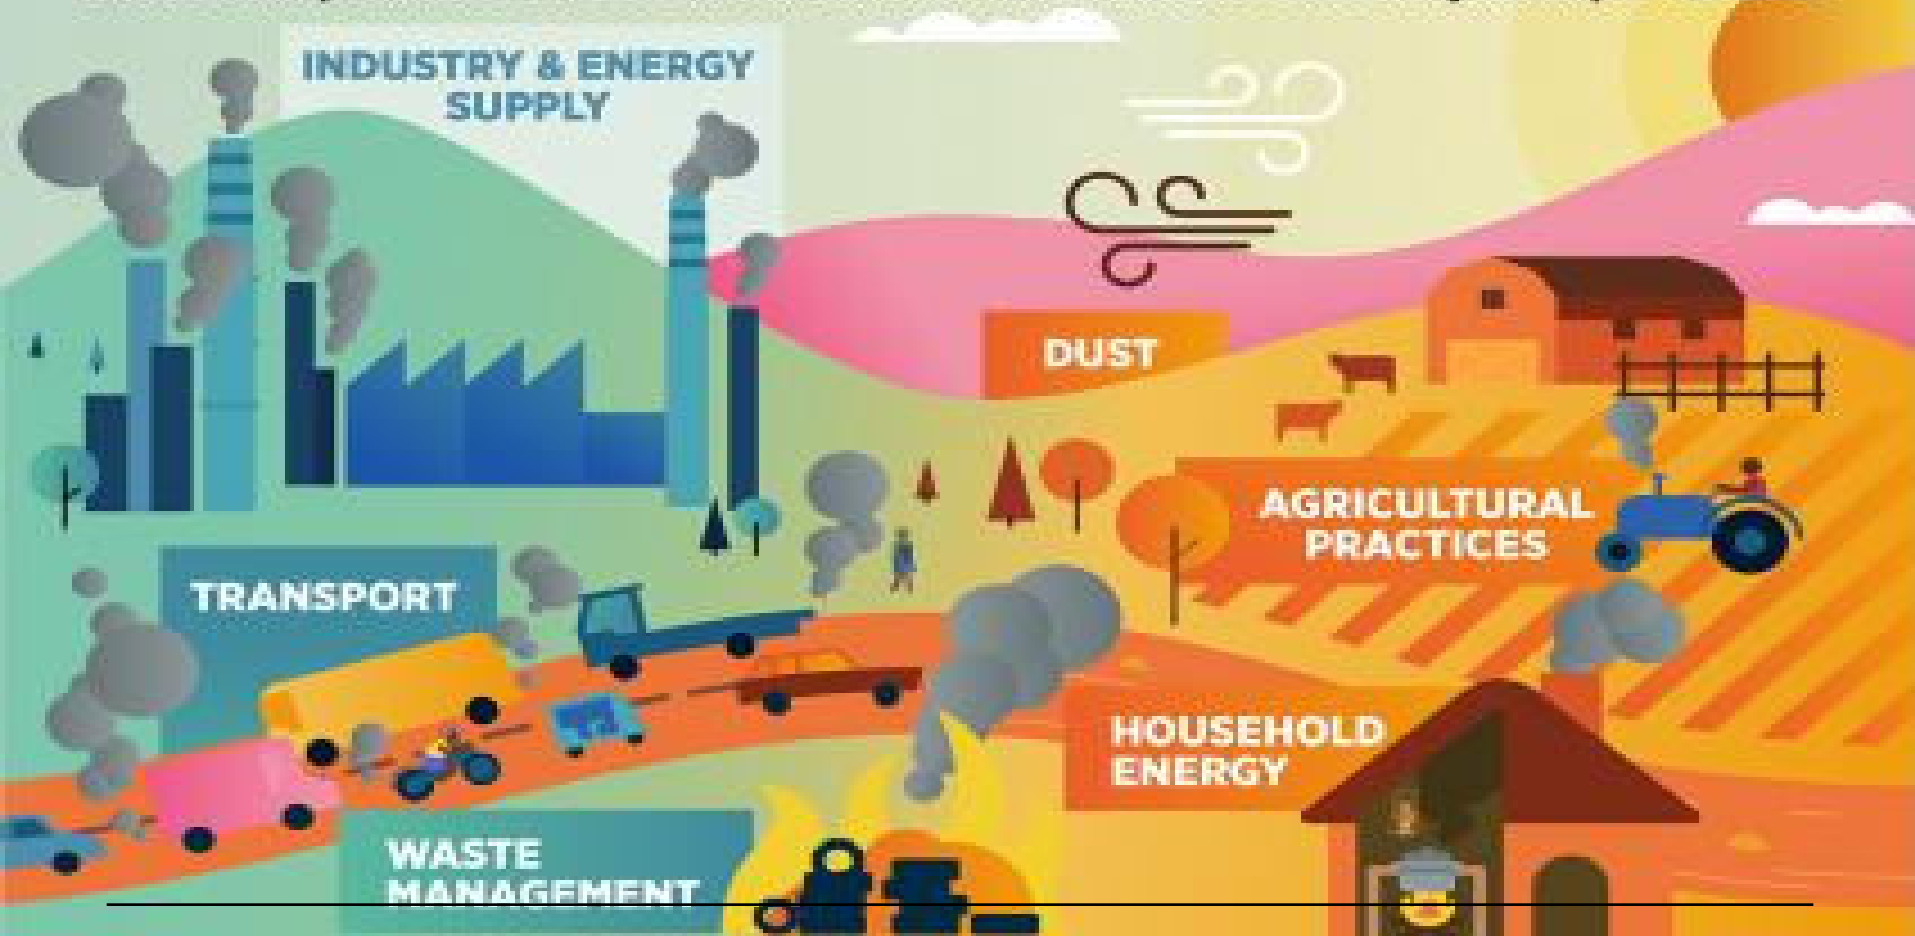 INDUSTRY & ENERGY
SUPPLY
DUST
AGRICULTURAL
PRACTICES
TRANSPORT
HOUSEHOLD
ENERGY
WASTE
MANAGEMENT